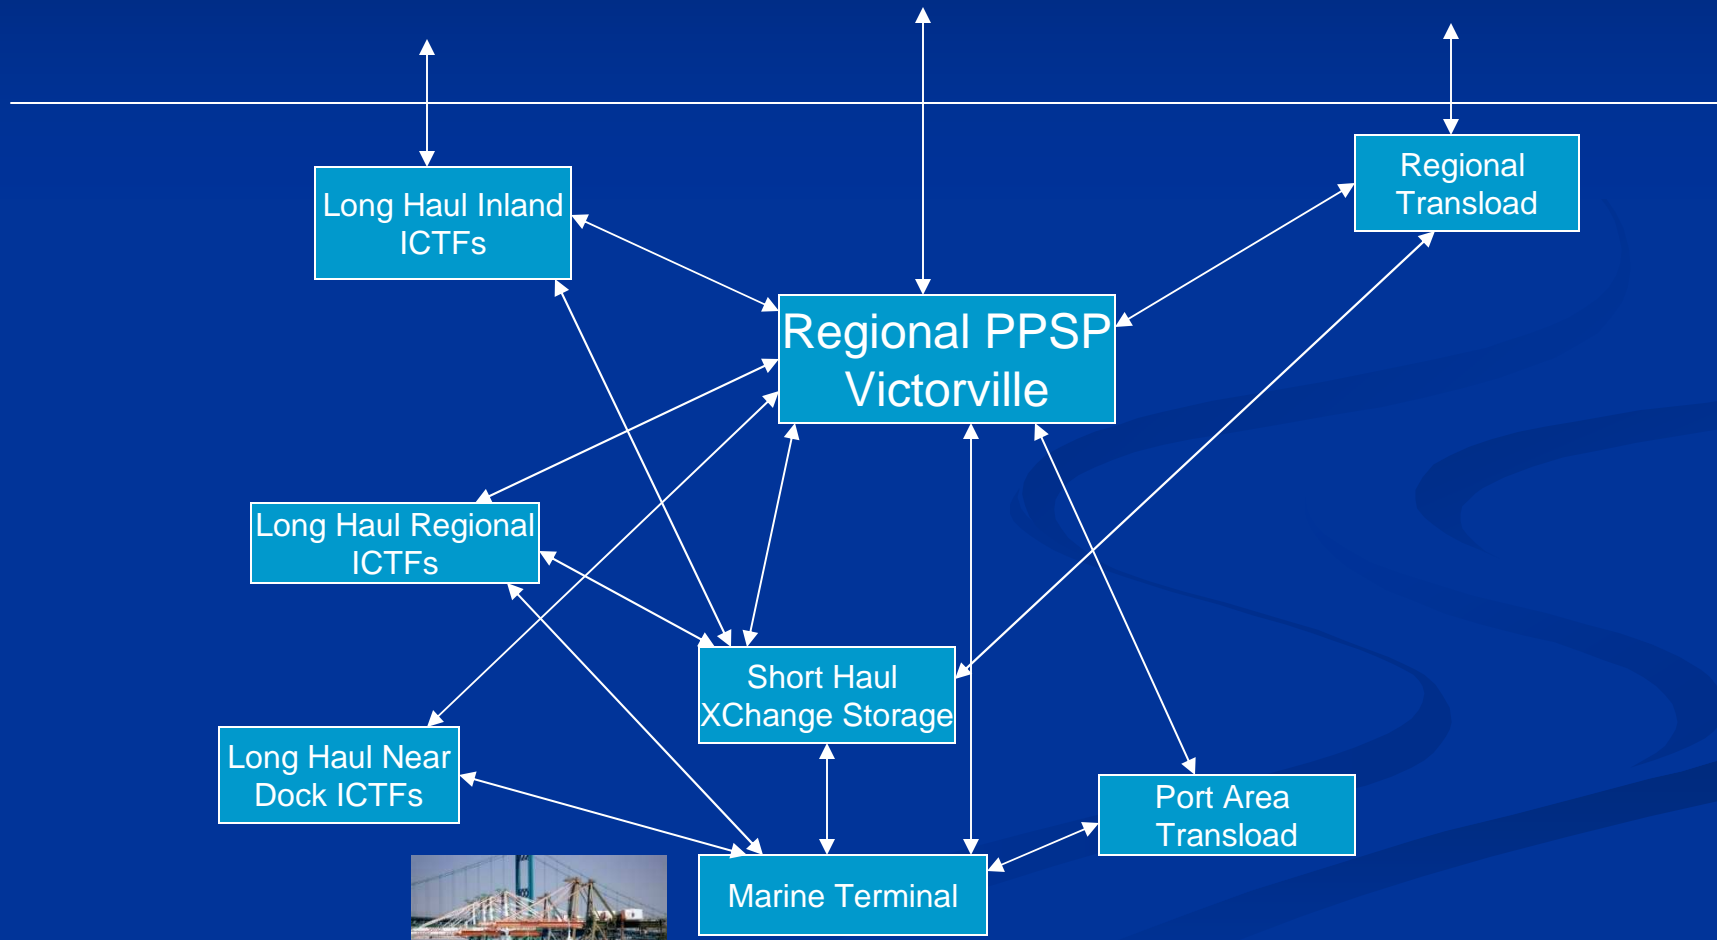 Regional
Transload
Long Haul Inland
ICTFs
Regional PPSP
Victorville
Long Haul Regional
ICTFs
Short Haul
XChange Storage
Long Haul Near
Dock ICTFs
Port Area
Transload
Marine Terminal